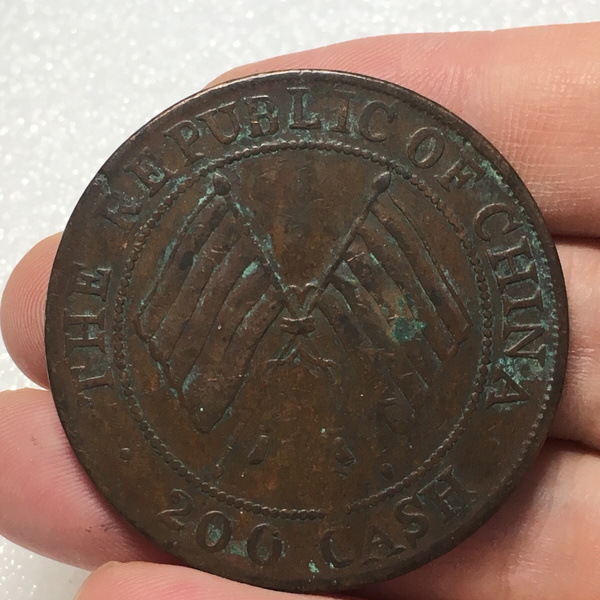 THE REPUBLIC OF CHINA
200 CASH